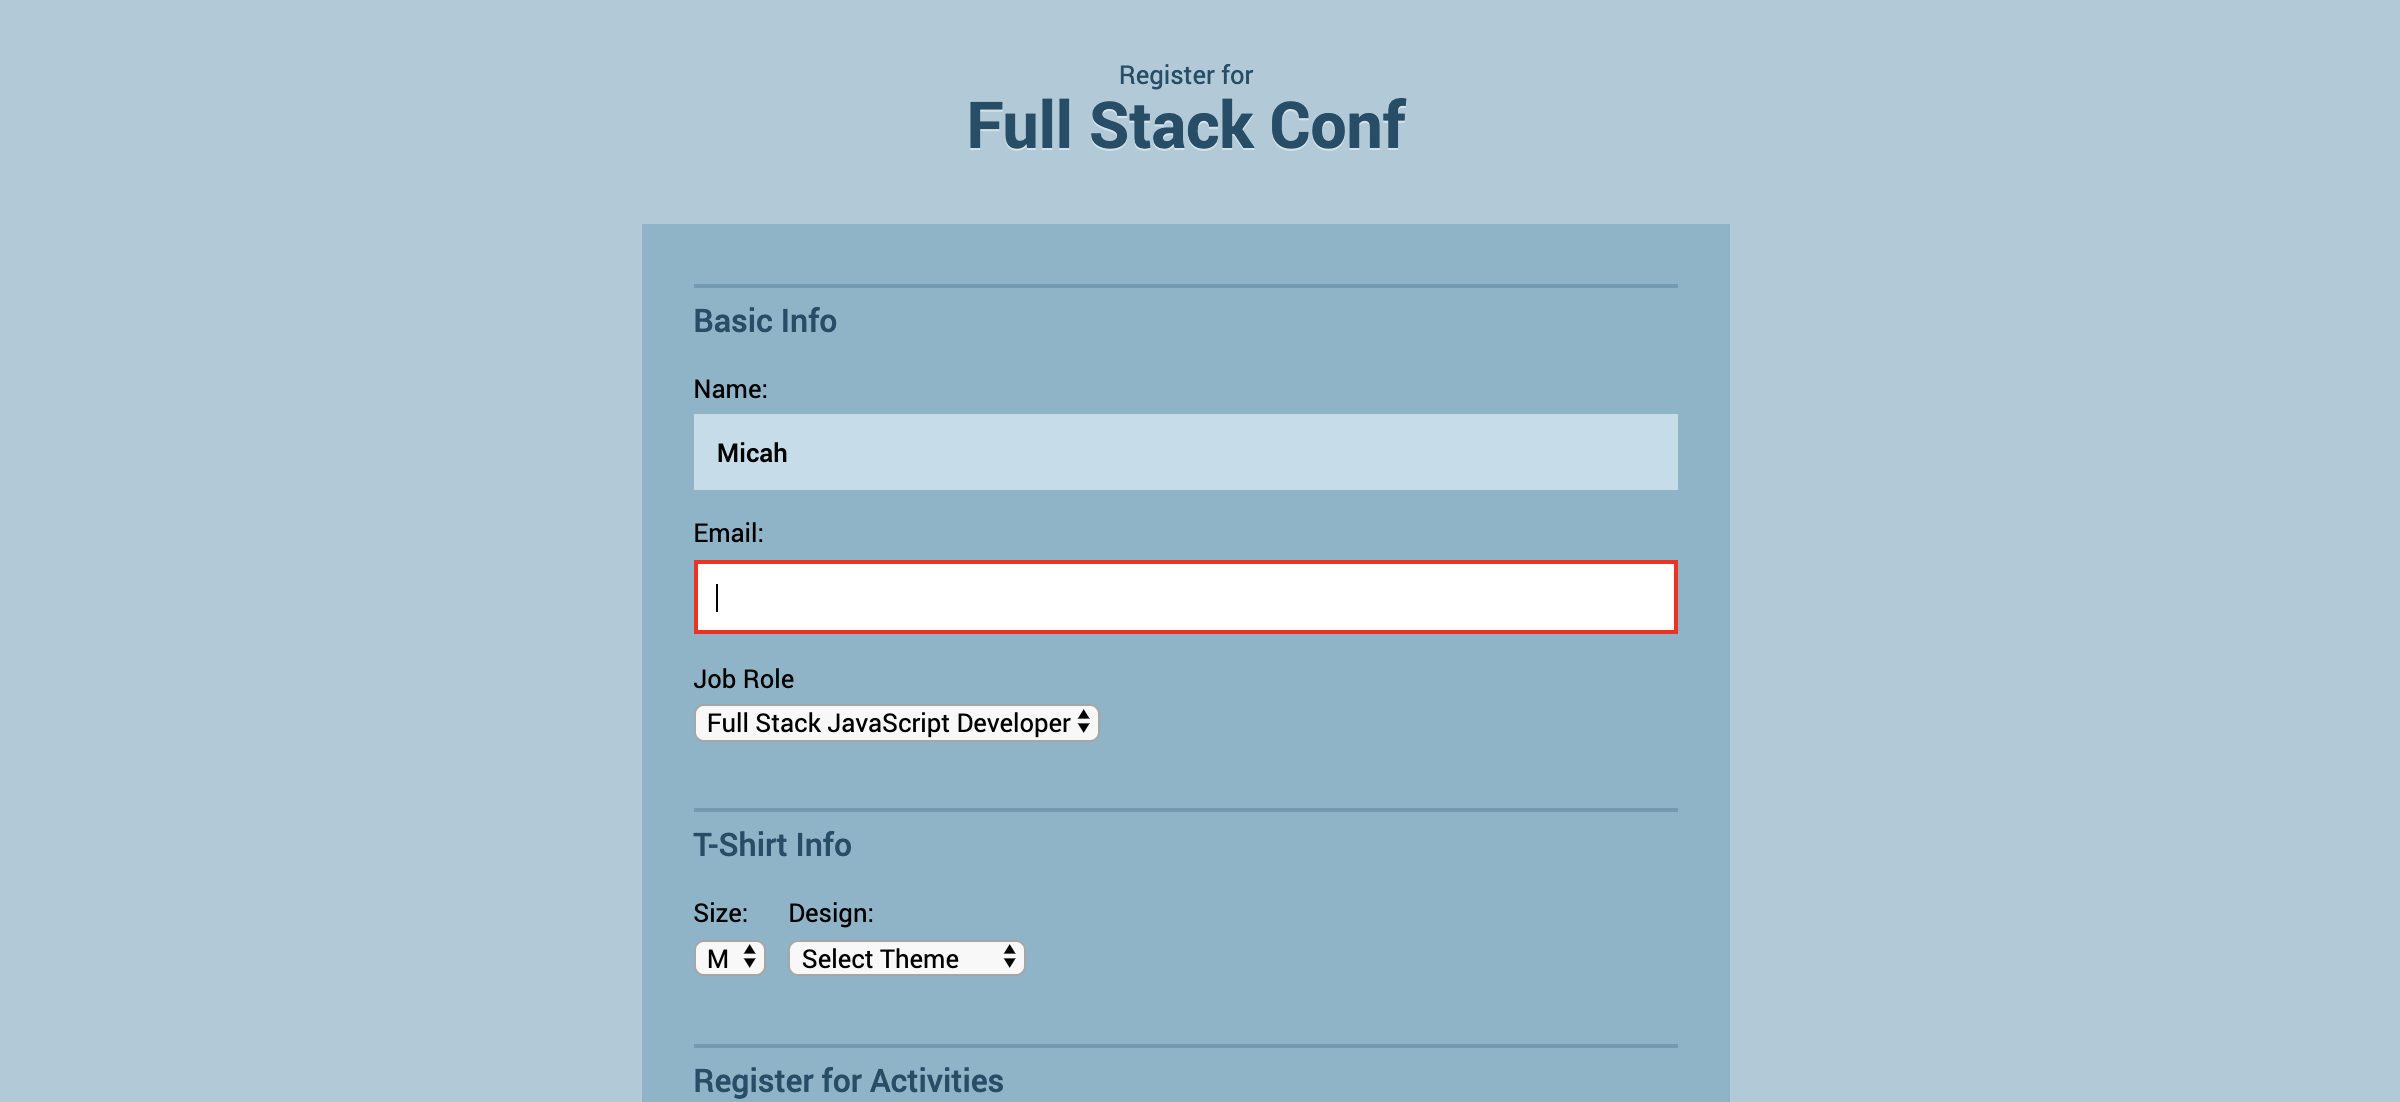 Register for
Full Stack Conf
Basic Info
Name:
Micah
Email:
Job Role
Full Stack JavaScript Developer
T-Shirt Info
Size: Design:
M Select Theme
Register for Activities